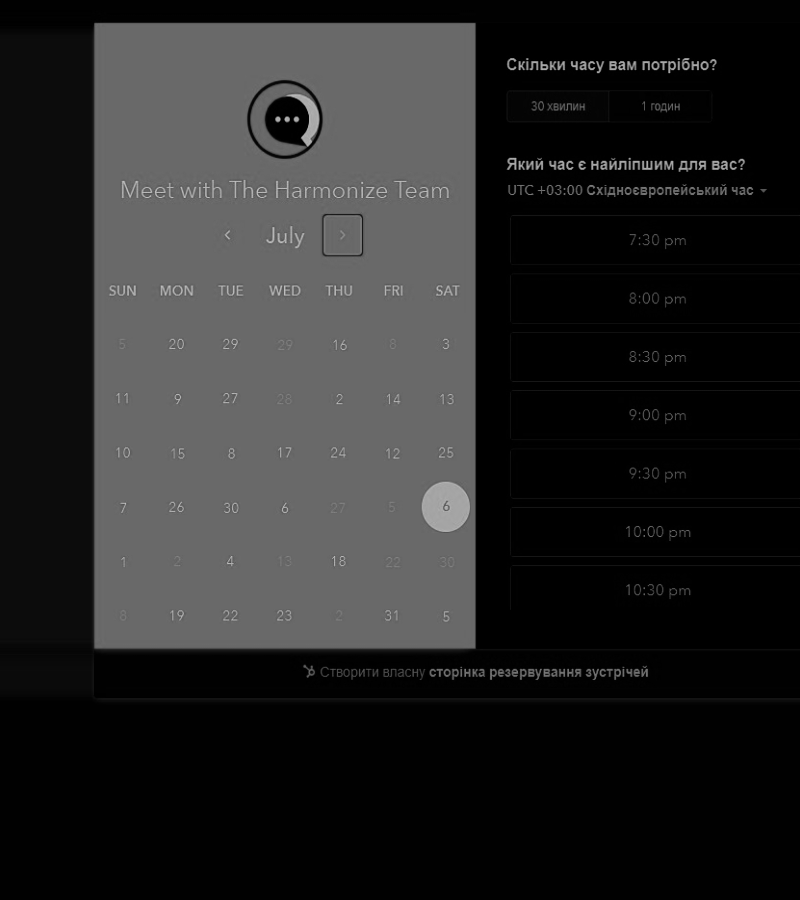 Meet with The Harmonize Team
July
SUN MON TUE WED THU FRI SAT
5 20 29 29 16 8 3
11 9 27 28 2 14 13
10 15 8 17 24 12 25
7 26 30 6 27 5 6
1 2 4 13 18 22 30
8 19 22 23 2 31 5
Скільки часу вам потрібно?
30 хвилин 1 годин
Який час є найліпшим для вас?
UTC +03:00 Східноєвропейський час
7:30 pm
8:00 pm
8:30 pm
9:00 pm
9:30 pm
10:00 pm
10:30 pm
Створити власну сторінка резервування зустрічей